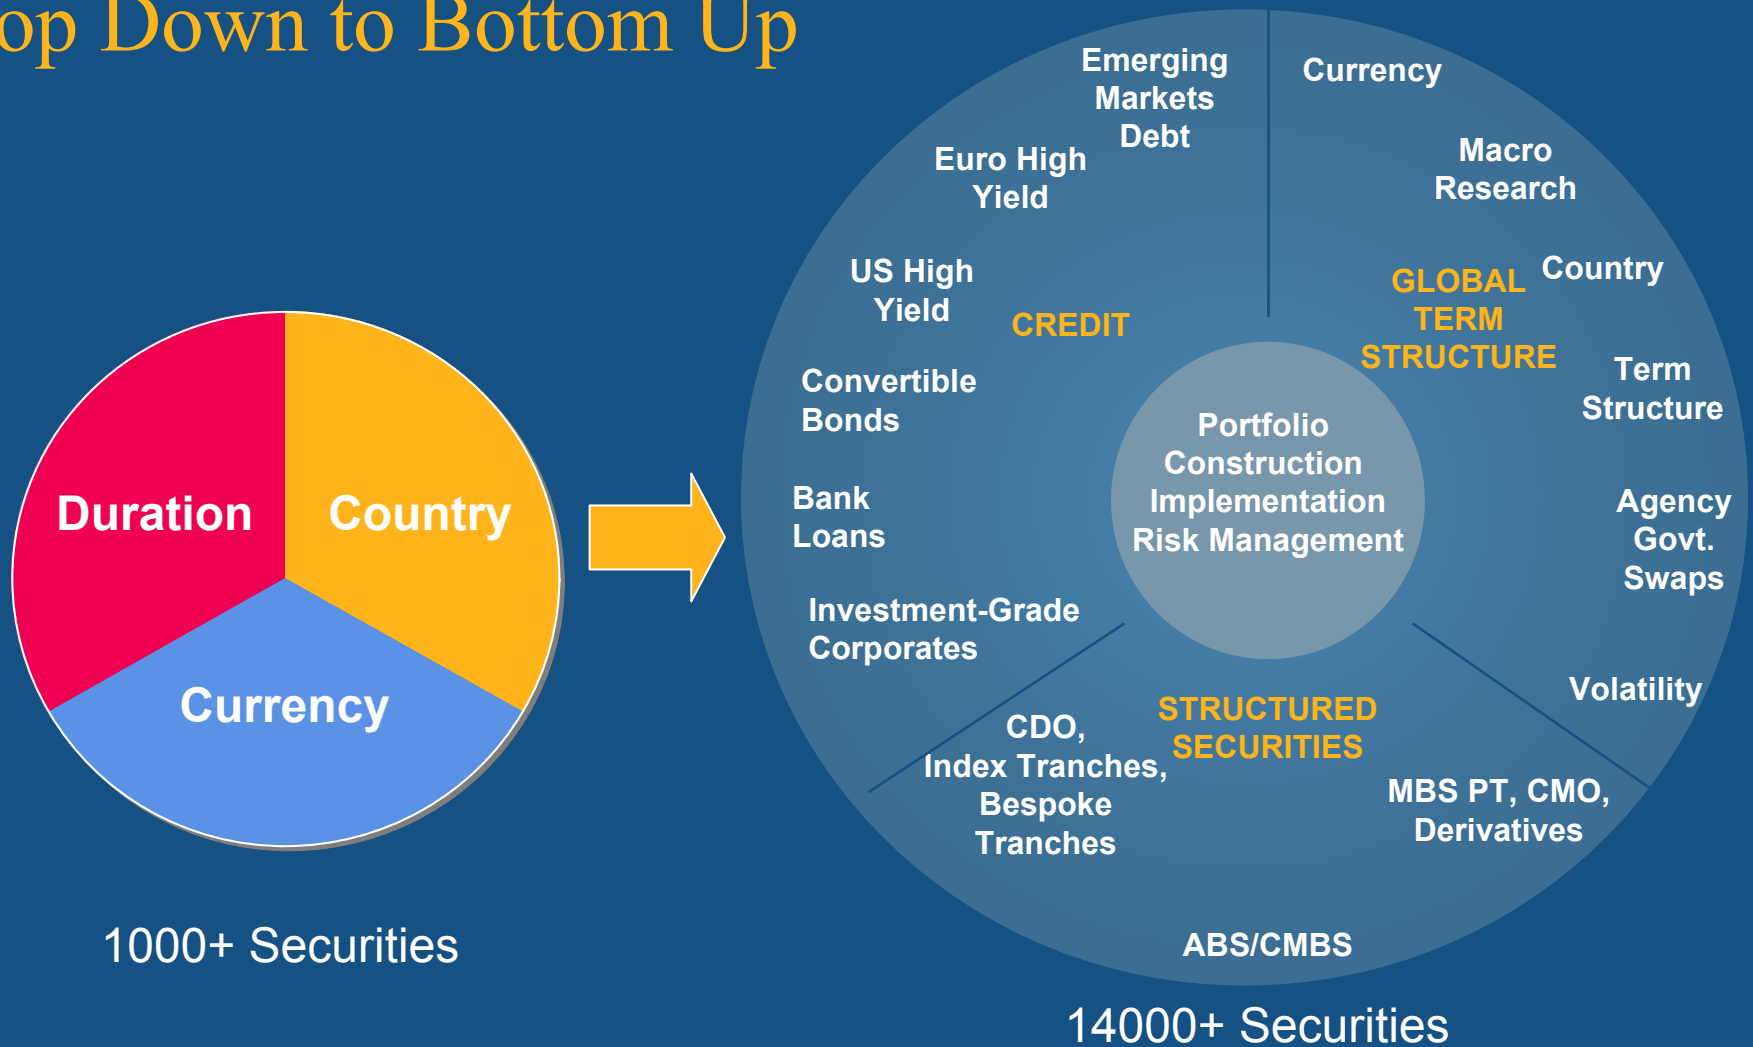 op Down to Bottom Up
Duration
Country
Currency
1000+ Securities
Emerging
Markets
Debt
Euro High
Yield
US High
Yield
CREDIT
Convertible
Bonds
Bank
Loans
Investment-Grade
Corporates
Currency
Macro
Research
GLOBAL
TERM
STRUCTURE
Country
Term
Structure
Agency
Govt.
Swaps
Volatility
Portfolio
Construction
Implementation
Risk Management
STRUCTURED
SECURITIES
CDO,
Index Tranches,
Bespoke
Tranches
MBS PT, CMO,
Derivatives
ABS/CMBS
14000+ Securities